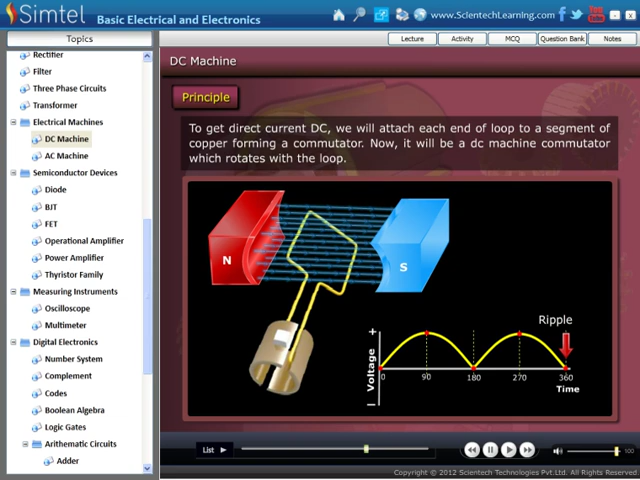 Simtel Basic Electrical and Electronics
www.ScientechLearning.com
You Tube
Topics
Lecture Activity MCQ Question Bank Notes
Rectifier
Filter
Three Phase Circuits
Transformer
Electrical Machines
DC Machine
AC Machine
Semiconductor Devices
Diode
BJT
FET
Operational Amplifier
Power Amplifier
Thyristor Family
Measuring Instruments
Oscilloscope
Multimeter
Digital Electronics
Number System
Complement
Codes
Boolean Algebra
Logic Gates
Arithematic Circuits
Adder
DC Machine
Principle
To get direct current DC, we will attach each end of loop to a segment of
copper forming a commutator. Now, it will be a dc machine commutator
which rotates with the loop.
N
S
Ripple
+
Voltage
−
0 90 180 270 360
Time
List
100
Copyright © 2012 Scientech Technologies Pvt.Ltd. All Rights Reserved.